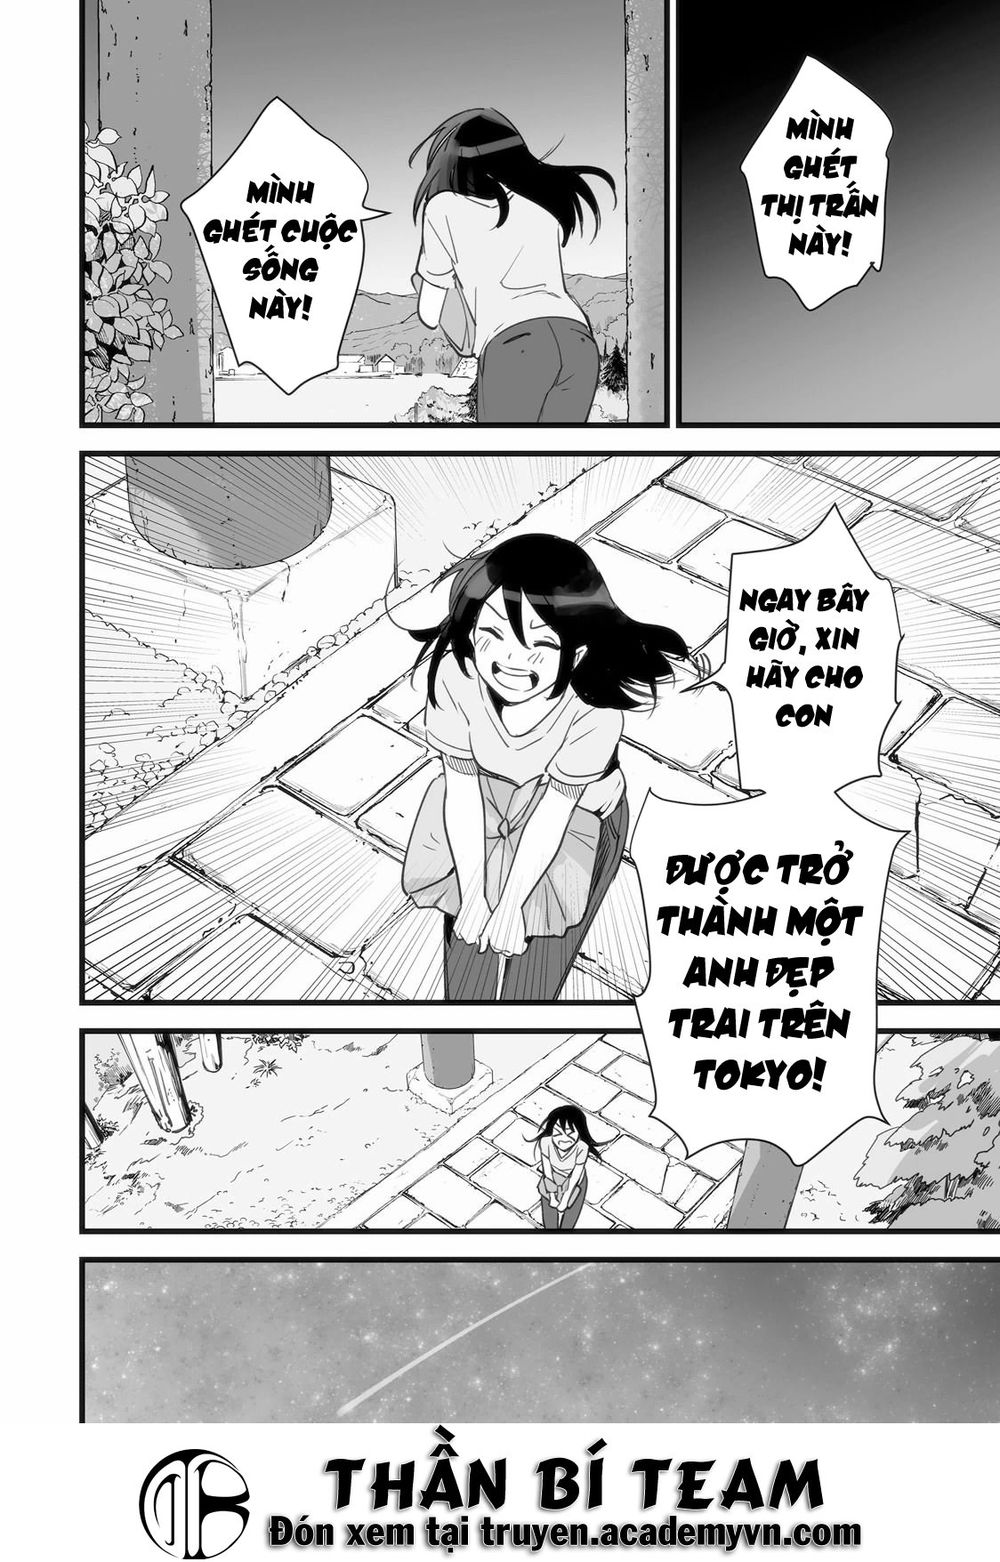 MÌNH
GHÉT
THỊ TRẤN
NÀY!
MÌNH
GHÉT CUỘC
SỐNG
NÀY!
NGAY BÂY
GIỜ, XIN
HÃY CHO
CON
ĐƯỢC TRỞ
THÀNH MỘT
ANH ĐẸP
TRAI TRÊN
TOKYO!
THẦN BÍ TEAM
Đón xem tại truyen.academyvn.com